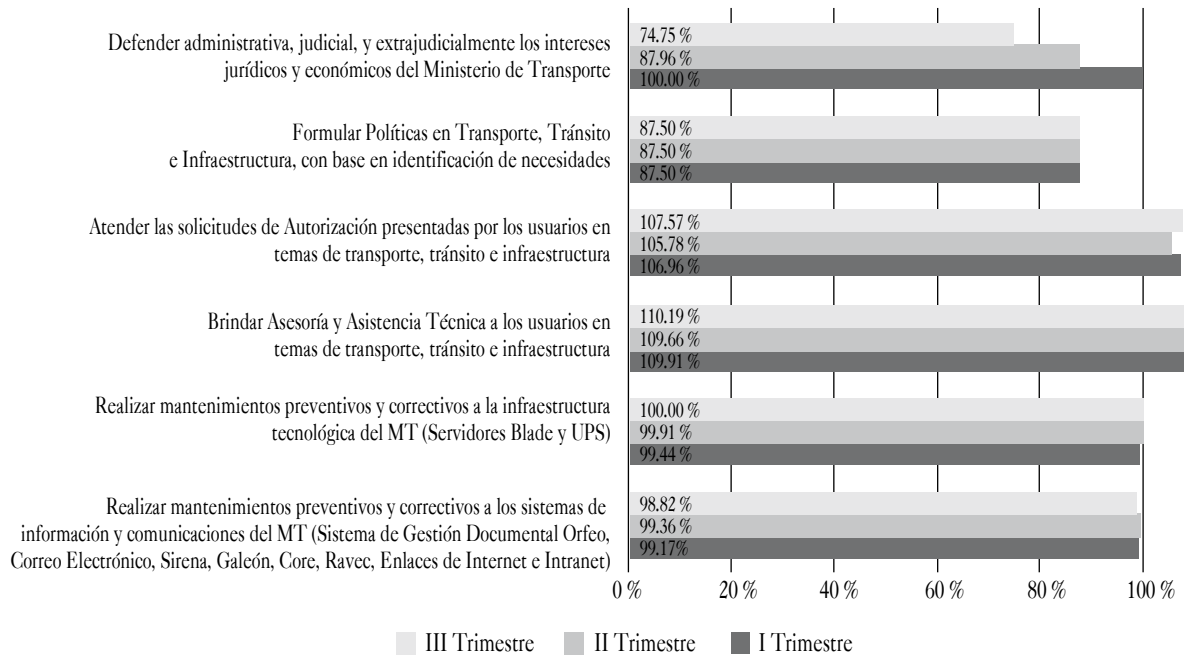 Defender administrativa, judicial, y extrajudicialmente los intereses
jurídicos y económicos del Ministerio de Transporte
74.75 %
87.96 %
100.00 %
Formular Políticas en Transporte, Tránsito
e Infraestructura, con base en identificación de necesidades
87.50 %
87.50 %
87.50 %
Atender las solicitudes de Autorización presentadas por los usuarios en
temas de transporte, tránsito e infraestructura
107.57 %
105.78 %
106.96 %
Brindar Asesoría y Asistencia Técnica a los usuarios en
temas de transporte, tránsito e infraestructura
110.19 %
109.66 %
109.91 %
Realizar mantenimientos preventivos y correctivos a la infraestructura
tecnológica del MT (Servidores Blade y UPS)
100.00 %
99.91 %
99.44 %
Realizar mantenimientos preventivos y correctivos a los sistemas de
información y comunicaciones del MT (Sistema de Gestión Documental Orfeo,
Correo Electrónico, Sirena, Galeón, Core, Ravec, Enlaces de Internet e Intranet)
98.82 %
99.36 %
99.17%
0 % 20 % 40 % 60 % 80 % 100 %
III Trimestre II Trimestre I Trimestre